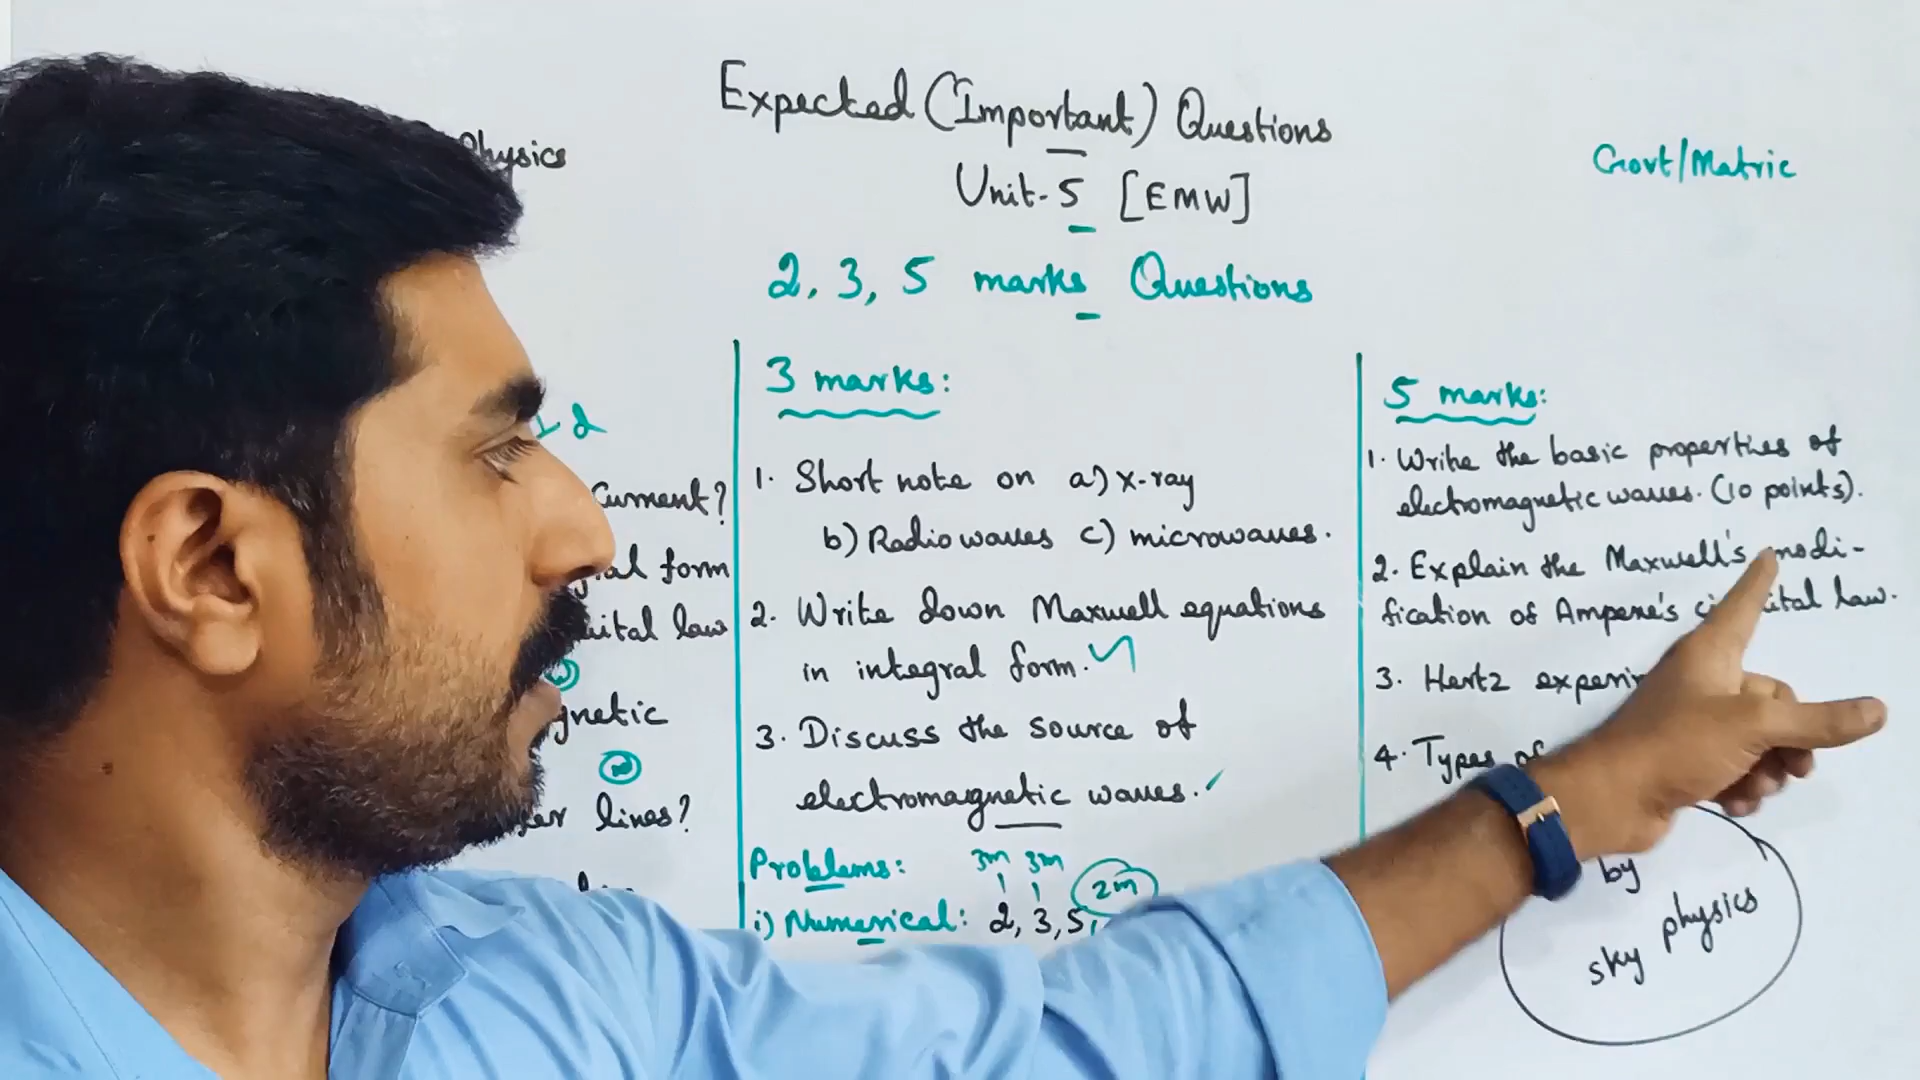 Physics
Expected (Important) Questions
Unit-5 [EMW]
Govt/Matric
2, 3, 5 marks Questions
Current?
form
law
lines?
3 marks:
1. Short note on a) x-ray
b) Radio waves c) microwaves.
2. Write down Maxwell equations
in integral form.
3. Discuss the source of
electromagnetic waves.
Problems: 3m 3m
2m
i) Numerical: 2, 3, 5,
5 marks:
1. Write the basic properties of
electromagnetic waves. (10 points).
2. Explain the Maxwell's modi-
fication of Ampere's law.
3. Hertz
4. Types of
by
sky physics